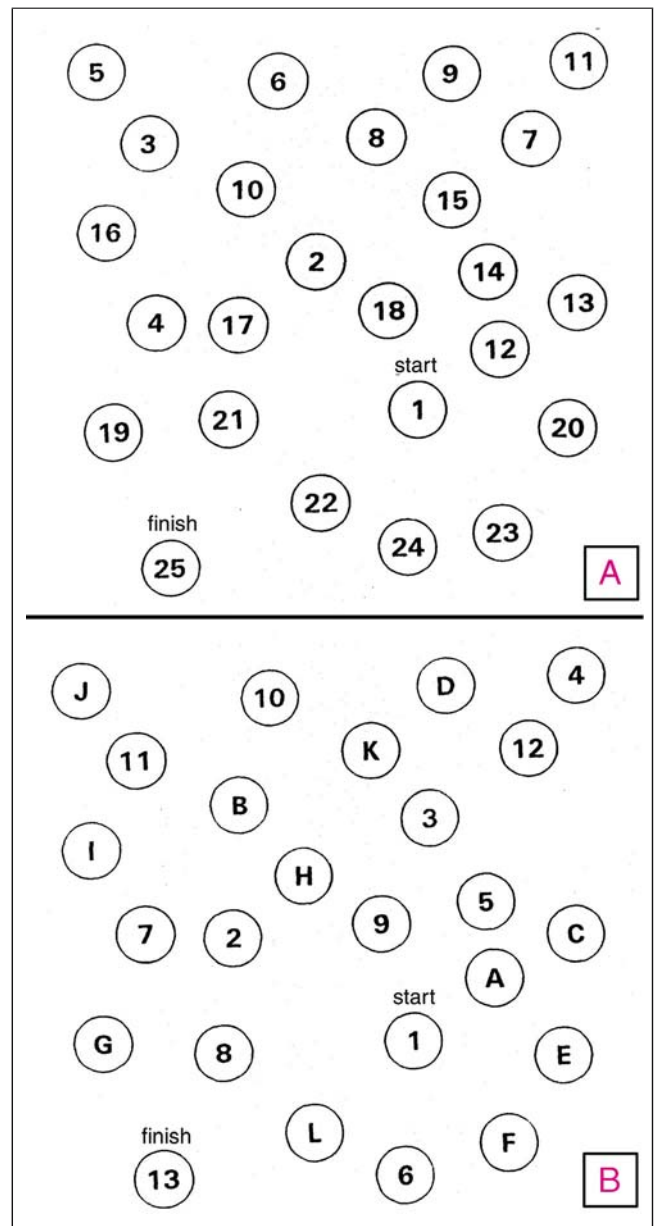 5 6 9 11
3 8 7
10 15
16
2 14
18 13
4 17
12
start
1
19 21 20
22
finish 24 23
25
A
J 10 D 4
11 K 12
B 3
I
H
5
7 2 9 C
A
start
1
G 8 E
L F
finish
13 6
B